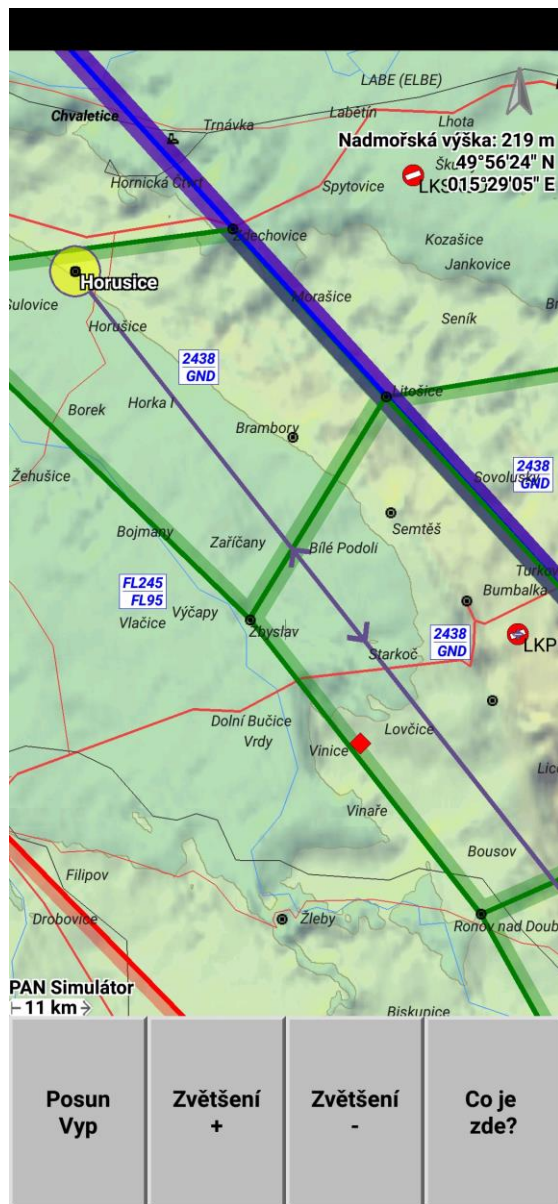 LABE (ELBE)
Chvaletice
Trnávka
Labětín
Lhota
Nadmořská výška: 219 m
49°56'24" N
015°29'05" E
Hornická Čtvrť
Spytovice
Zdechovice
Kozašice
Jankovice
Horusice
Sulovice
Morašice
Horušice
Seník
2438
GND
Litošice
Borek
Horka I
Brambory
2438
GND
Žehušice
Sovolusky
Semtěš
Bojmany
Zaříčany
Bílé Podolí
FL245
FL95
Výčapy
Vlačice
Bumbalka
Zbyslav
2438
GND
LKP
Starkoč
Dolní Bučice
Vrdy
Vinice
Lovčice
Vinaře
Bousov
Filipov
Drobovice
Žleby
Ronov nad Doub
PAN Simulátor
11 km
Biskupice
Posun
Vyp
Zvětšení
+
Zvětšení
-
Co je
zde?